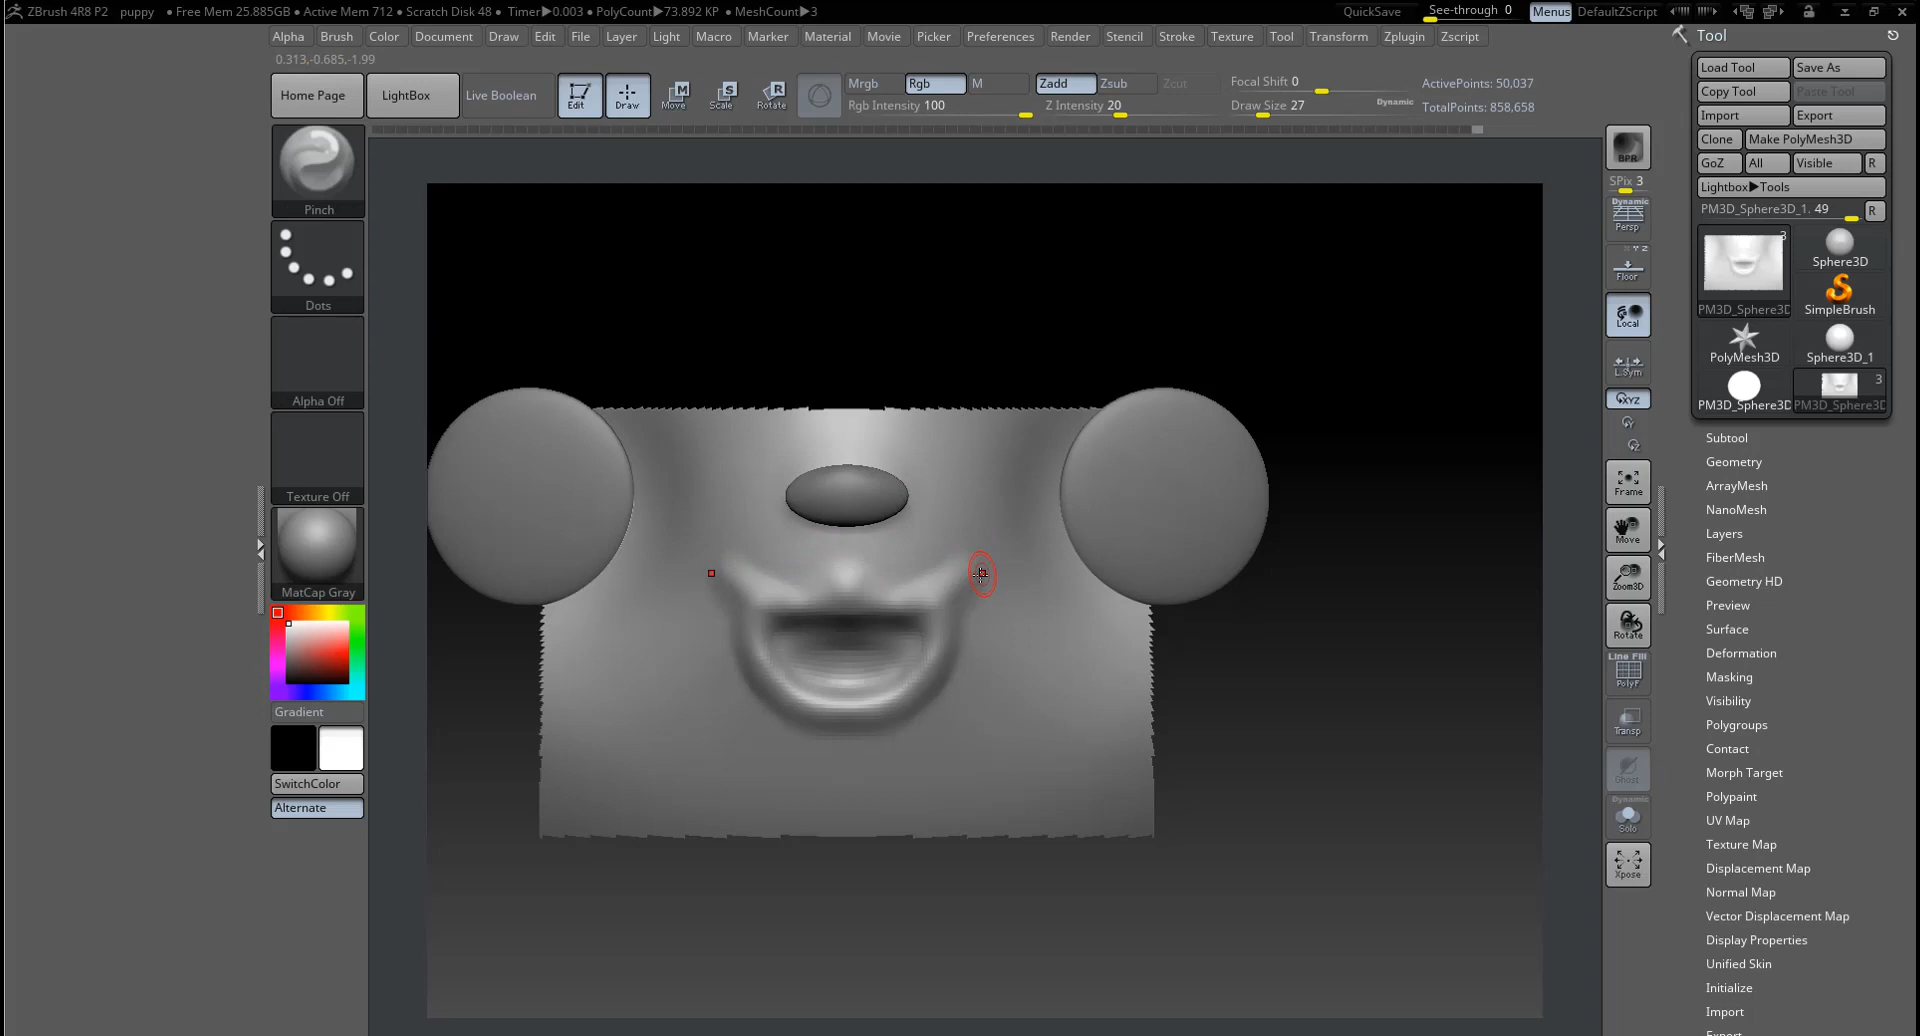 ZBrush 4R8 P2 puppy • Free Mem 25.885GB • Active Mem 712 • Scratch Disk 48 • Timer▶0.003 • PolyCount▶73.892 KP • MeshCount▶3 QuickSave See-through 0 Menus DefaultZScript
Alpha Brush Color Document Draw Edit File Layer Light Macro Marker Material Movie Picker Preferences Render Stencil Stroke Texture Tool Transform Zplugin Zscript
0.313,-0.685,-1.99
Home Page LightBox Live Boolean Edit Draw Move Scale Rotate
Mrgb Rgb M Zadd Zsub Zcut Focal Shift 0 ActivePoints: 50,037
Rgb Intensity 100 Z Intensity 20 Draw Size 27 Dynamic TotalPoints: 858,658
Pinch
Dots
Alpha Off
Texture Off
MatCap Gray
Gradient
SwitchColor
Alternate
BPR
SPix 3
Dynamic
Persp
X Y Z
Floor
Local
L.Sym
XYZ
Frame
Move
Zoom3D
Rotate
Line Fill
PolyF
Transp
Ghost
Dynamic
Solo
Xpose
Tool
Load Tool Save As
Copy Tool Paste Tool
Import Export
Clone Make PolyMesh3D
GoZ All Visible R
Lightbox▶Tools
PM3D_Sphere3D_1. 49 R
3
Sphere3D
PM3D_Sphere3D SimpleBrush
PolyMesh3D Sphere3D_1
3
PM3D_Sphere3D PM3D_Sphere3D
Subtool
Geometry
ArrayMesh
NanoMesh
Layers
FiberMesh
Geometry HD
Preview
Surface
Deformation
Masking
Visibility
Polygroups
Contact
Morph Target
Polypaint
UV Map
Texture Map
Displacement Map
Normal Map
Vector Displacement Map
Display Properties
Unified Skin
Initialize
Import
Export